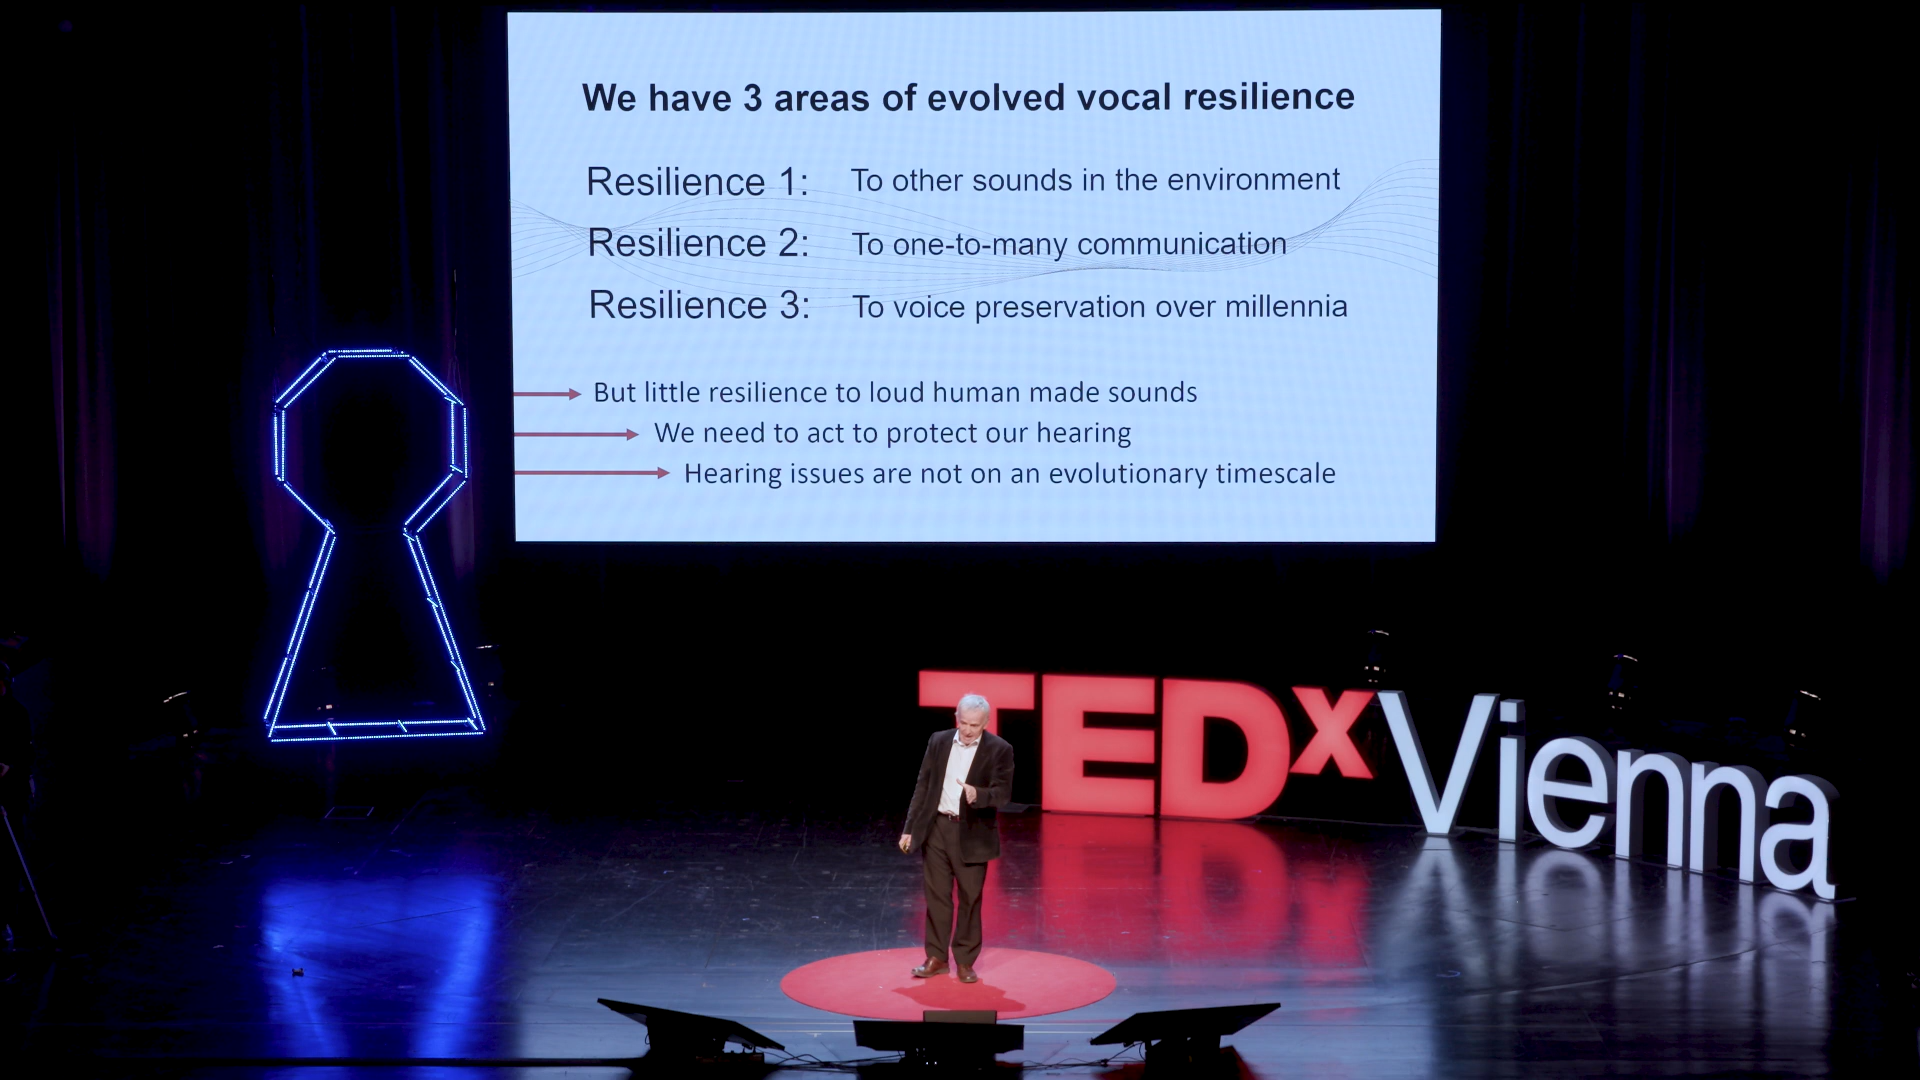 We have 3 areas of evolved vocal resilience
Resilience 1: To other sounds in the environment
Resilience 2: To one-to-many communication
Resilience 3: To voice preservation over millennia
But little resilience to loud human made sounds
We need to act to protect our hearing
Hearing issues are not on an evolutionary timescale
TEDxVienna